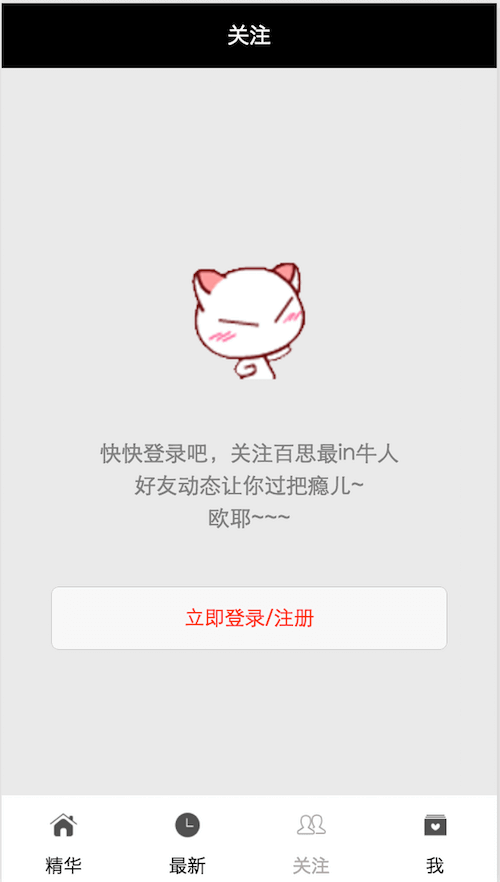 关注
快快登录吧，关注百思最in牛人
好友动态让你过把瘾儿~
欧耶~~~
立即登录/注册
精华
最新
关注
我